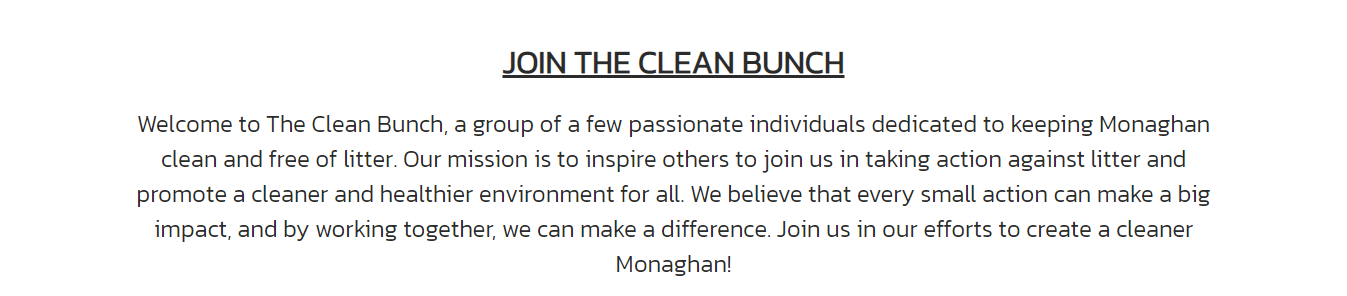 JOIN THE CLEAN BUNCH
Welcome to The Clean Bunch, a group of a few passionate individuals dedicated to keeping Monaghan
clean and free of litter. Our mission is to inspire others to join us in taking action against litter and
promote a cleaner and healthier environment for all. We believe that every small action can make a big
impact, and by working together, we can make a difference. Join us in our efforts to create a cleaner
Monaghan!